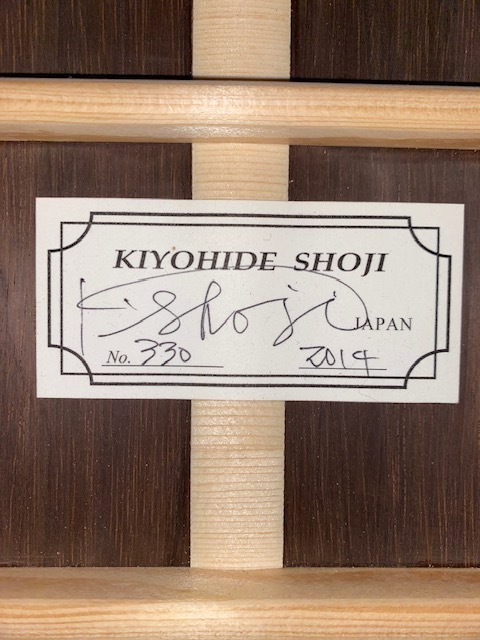 KIYOHIDE SHOJI
K. Shoji
JAPAN
No. 330 2014